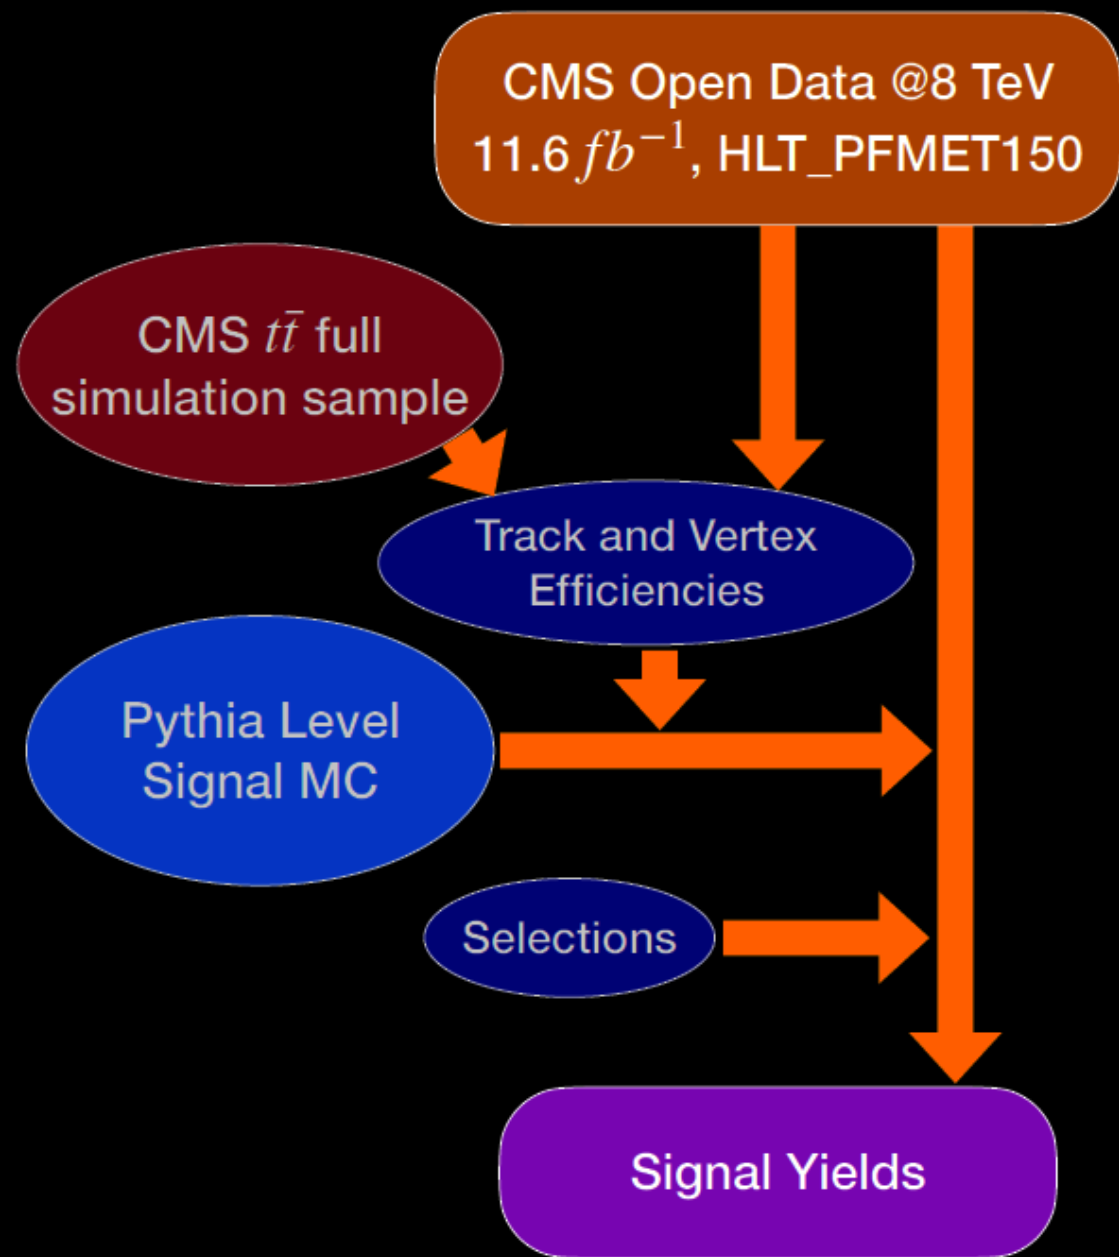 CMS Open Data @8 TeV
11.6 fb⁻¹, HLT_PFMET150
CMS tt̄ full
simulation sample
Track and Vertex
Efficiencies
Pythia Level
Signal MC
Selections
Signal Yields